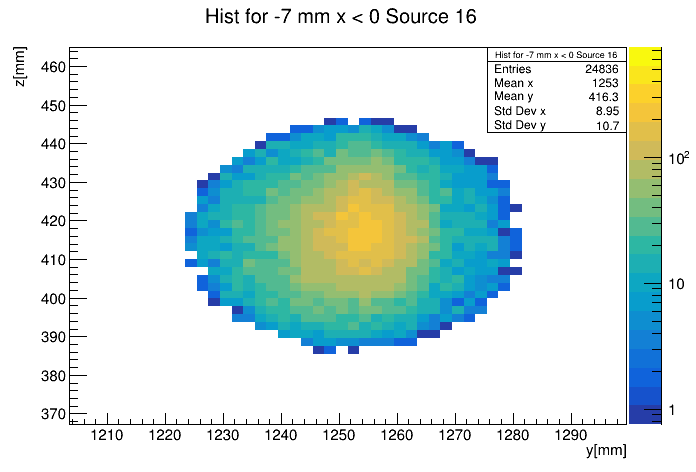 Hist for -7 mm x < 0 Source 16
z[mm]
Hist for -7 mm x < 0 Source 16
Entries 24836
Mean x 1253
Mean y 416.3
Std Dev x 8.95
Std Dev y 10.7
460
450
440
430
420
410
400
390
380
370
10²
10
1
1210 1220 1230 1240 1250 1260 1270 1280 1290
y[mm]